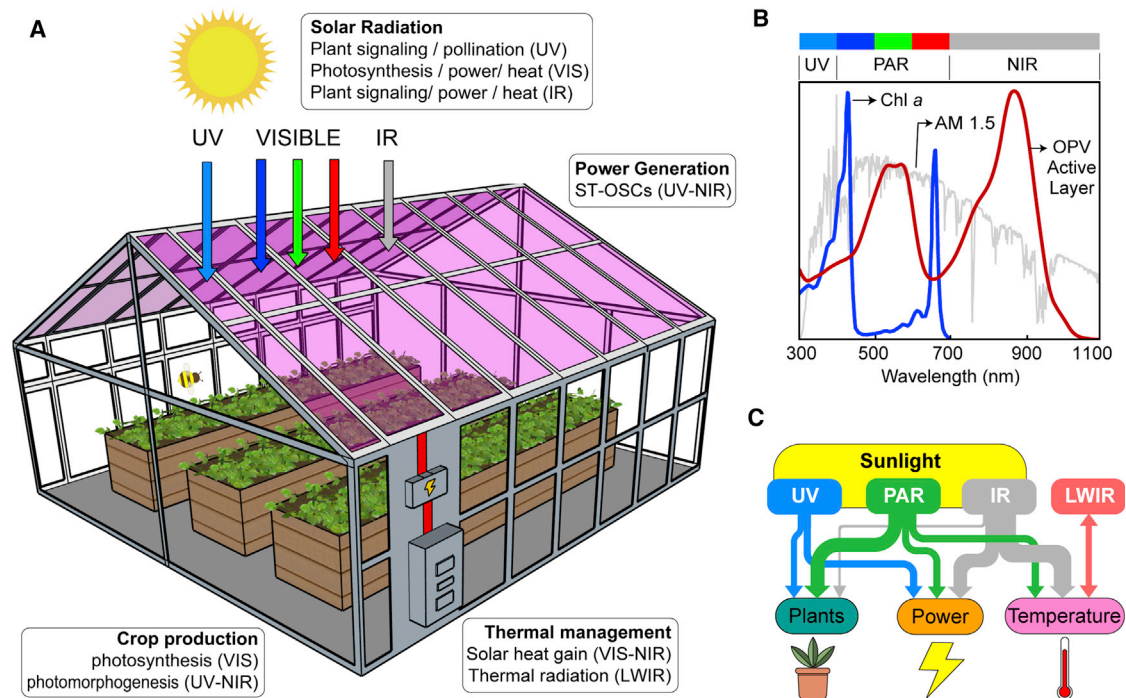 A
Solar Radiation
Plant signaling / pollination (UV)
Photosynthesis / power/ heat (VIS)
Plant signaling/ power / heat (IR)
UV VISIBLE IR
Power Generation
ST-OSCs (UV-NIR)
Crop production
photosynthesis (VIS)
photomorphogenesis (UV-NIR)
Thermal management
Solar heat gain (VIS-NIR)
Thermal radiation (LWIR)
B
UV PAR NIR
Chl a
AM 1.5
OPV
Active
Layer
300 500 700 900 1100
Wavelength (nm)
C
Sunlight
UV PAR IR LWIR
Plants Power Temperature